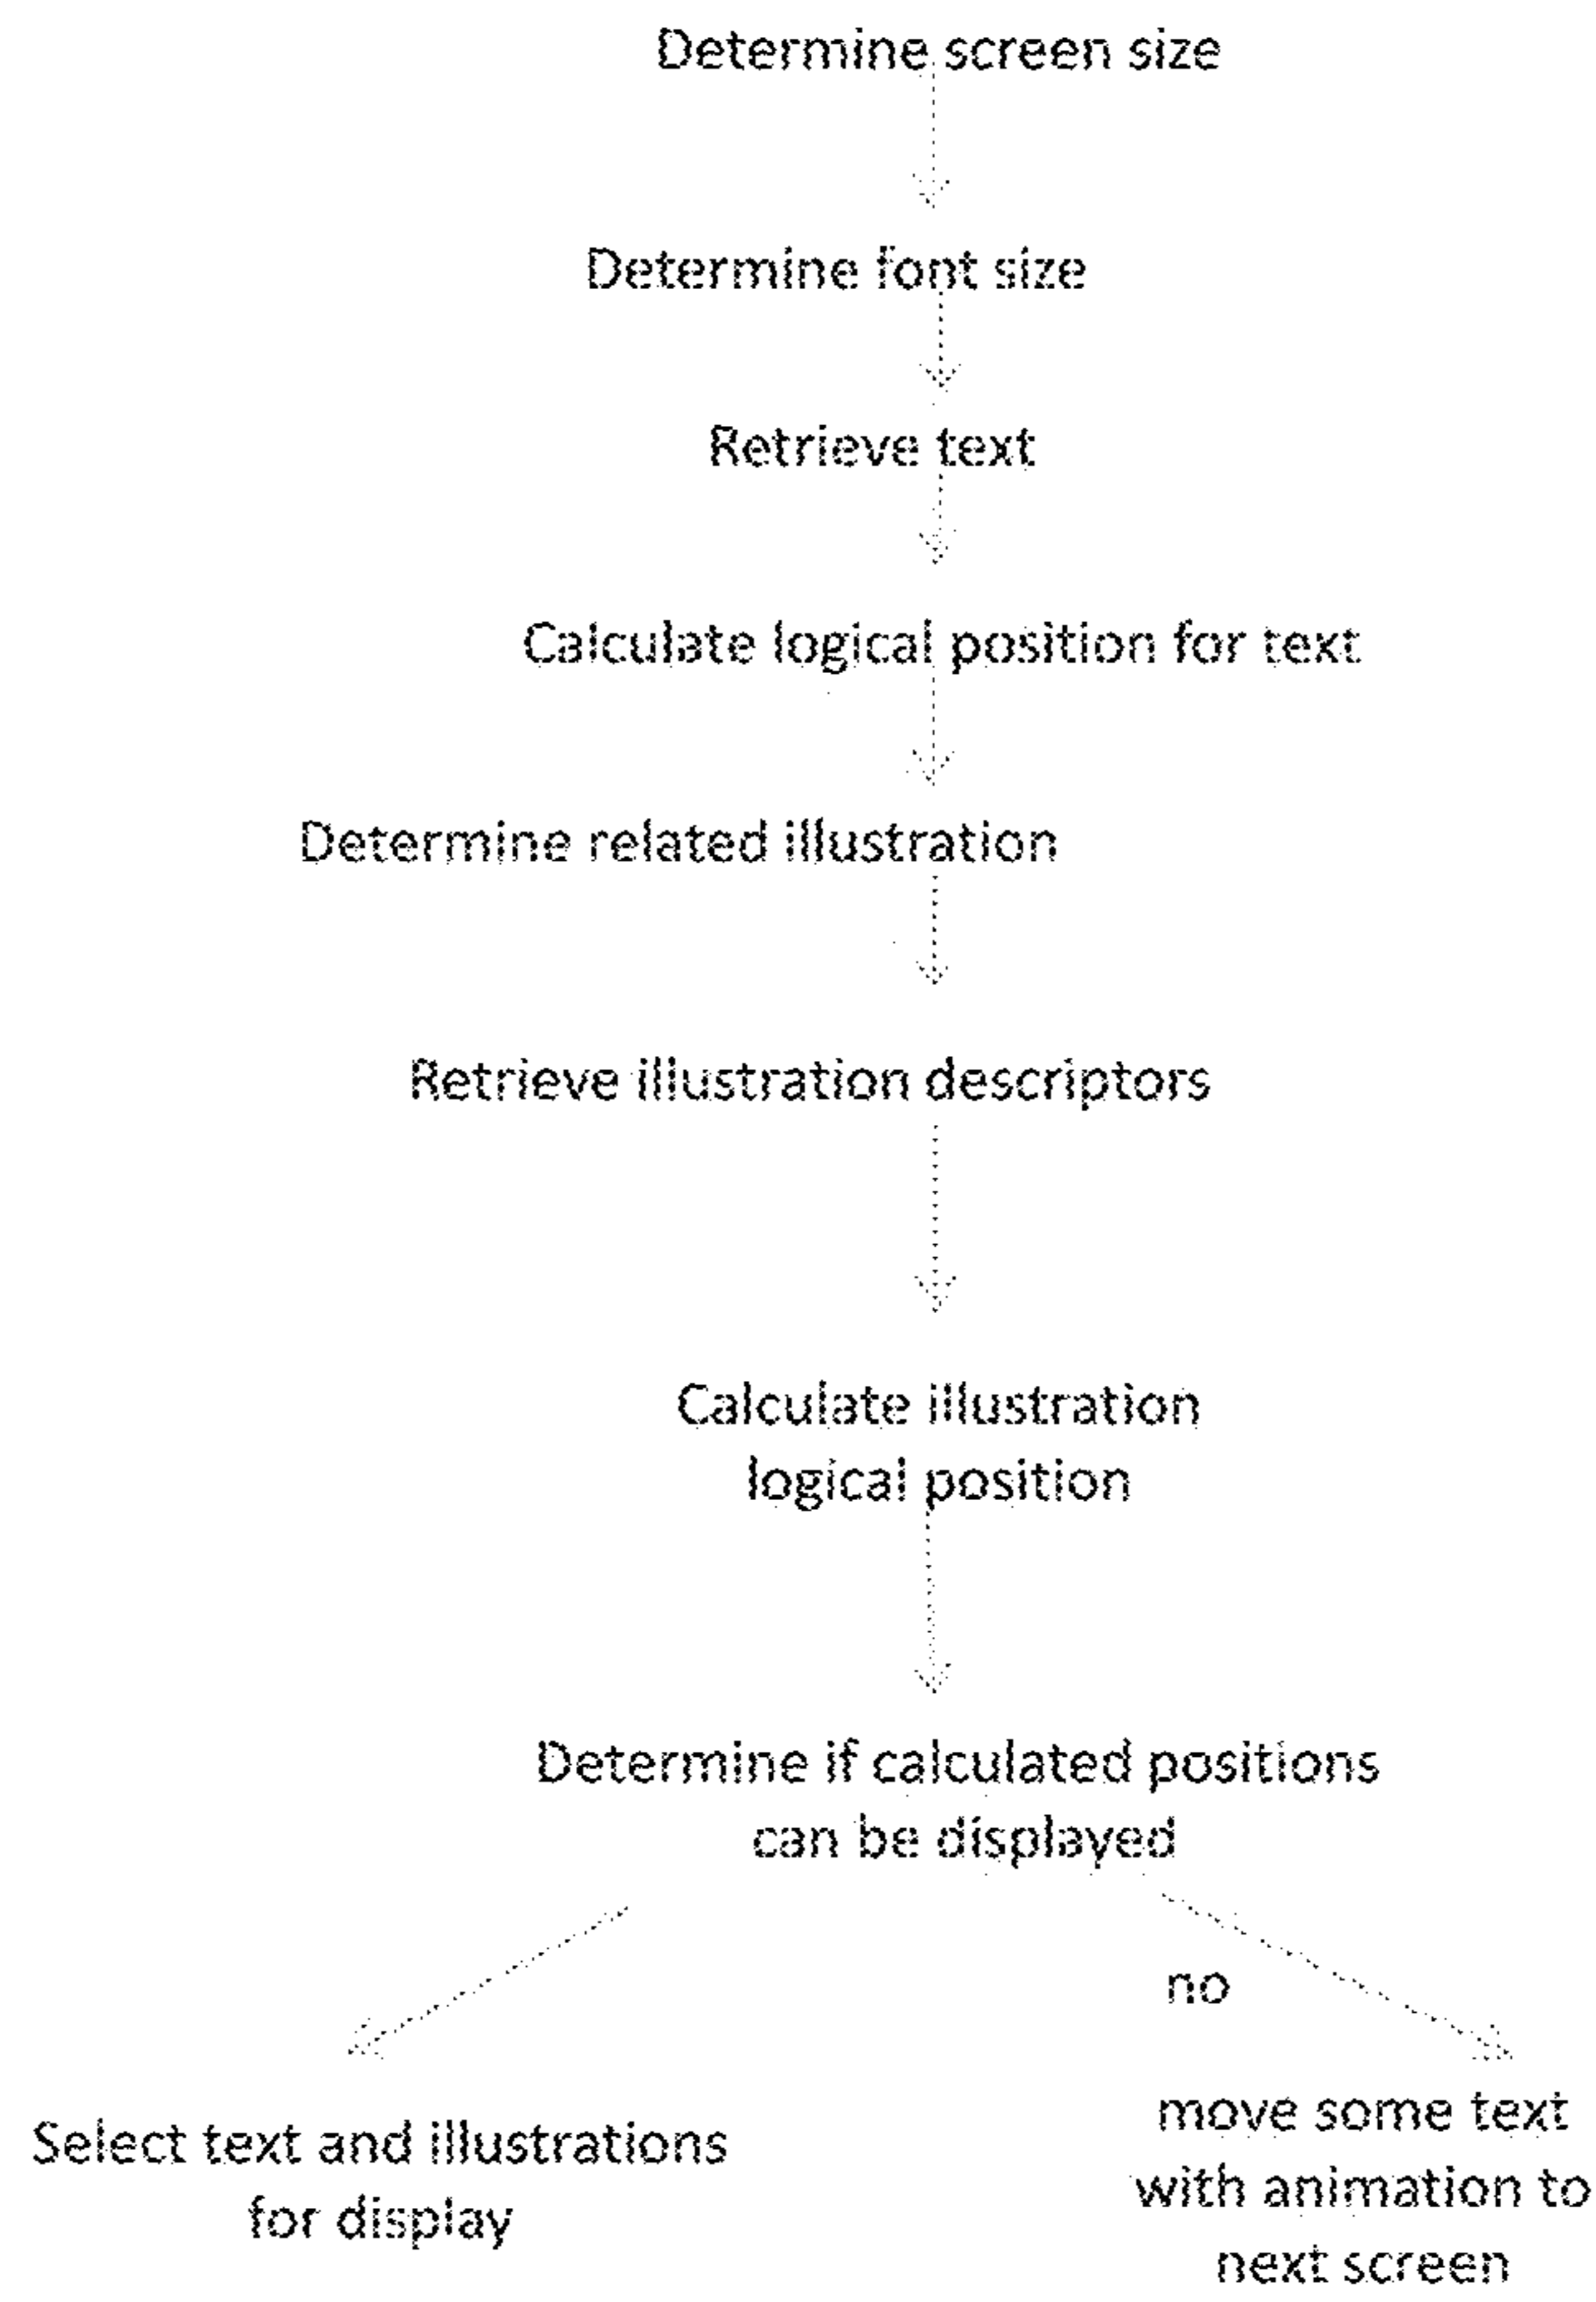 Determine screen size
Determine font size
Retrieve text
Calculate logical position for text
Determine related illustration
Retrieve illustration descriptors
Calculate illustration
logical position
Determine if calculated positions
can be displayed
no
Select text and illustrations
for display
move some text
with animation to
next screen